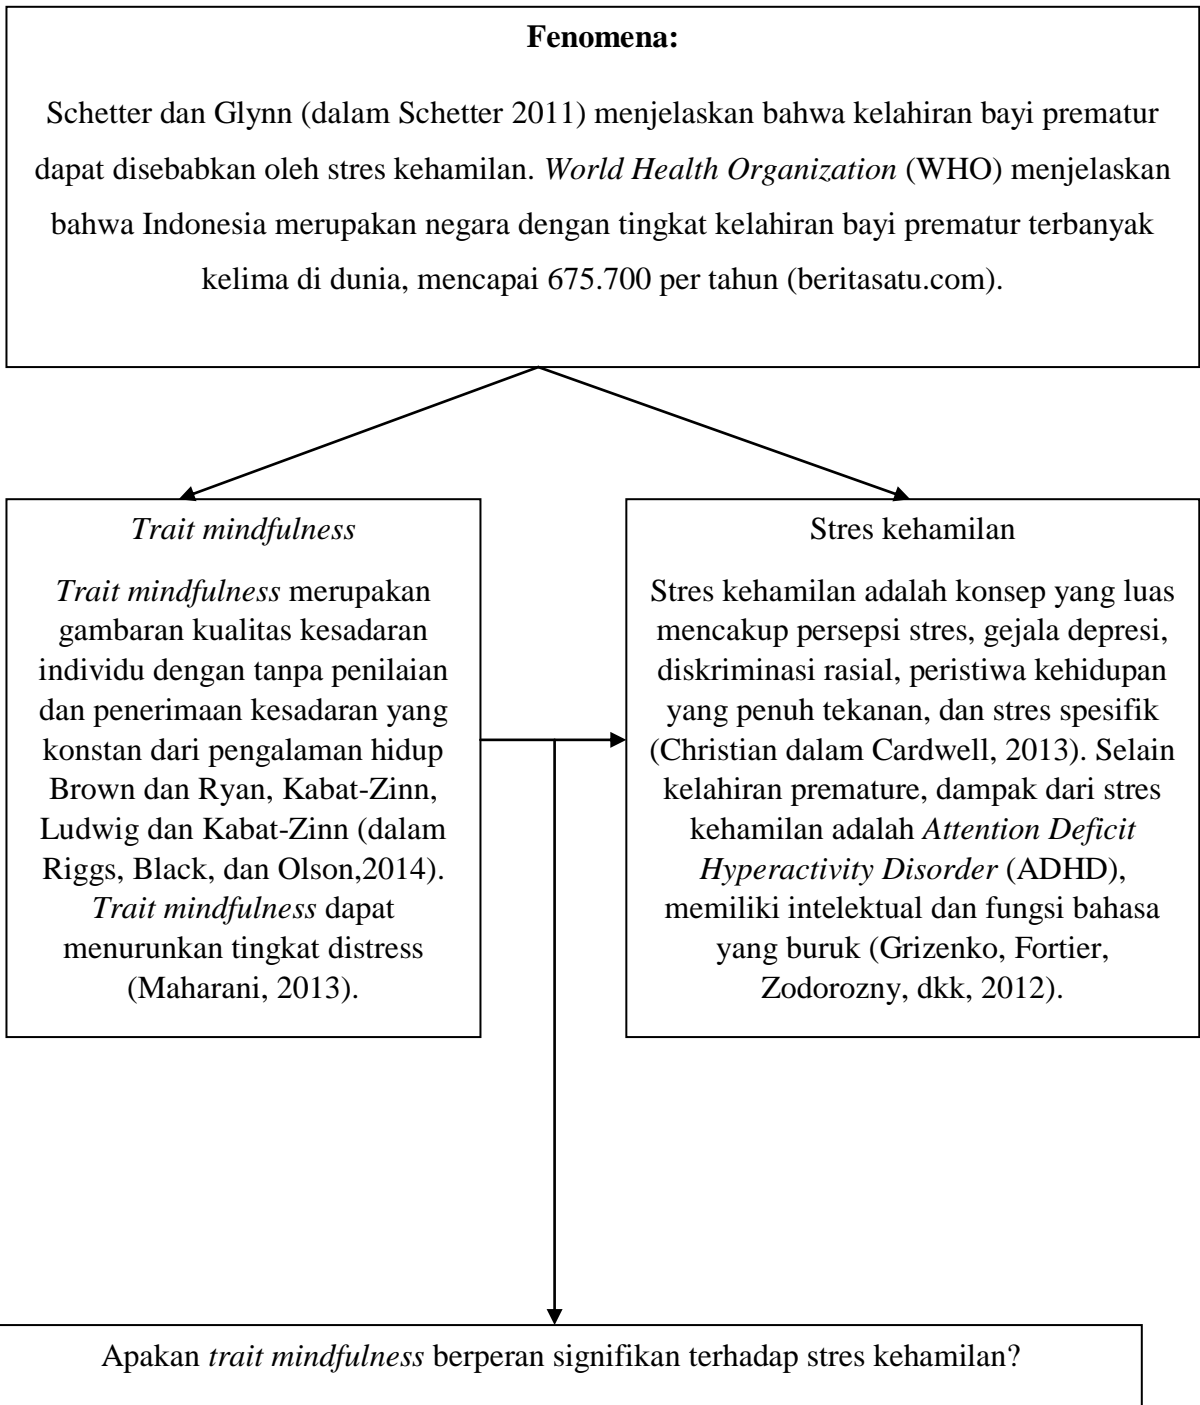 Fenomena:
Schetter dan Glynn (dalam Schetter 2011) menjelaskan bahwa kelahiran bayi prematur
dapat disebabkan oleh stres kehamilan. World Health Organization (WHO) menjelaskan
bahwa Indonesia merupakan negara dengan tingkat kelahiran bayi prematur terbanyak
kelima di dunia, mencapai 675.700 per tahun (beritasatu.com).
Trait mindfulness
Trait mindfulness merupakan
gambaran kualitas kesadaran
individu dengan tanpa penilaian
dan penerimaan kesadaran yang
konstan dari pengalaman hidup
Brown dan Ryan, Kabat-Zinn,
Ludwig dan Kabat-Zinn (dalam
Riggs, Black, dan Olson,2014).
Trait mindfulness dapat
menurunkan tingkat distress
(Maharani, 2013).
Stres kehamilan
Stres kehamilan adalah konsep yang luas
mencakup persepsi stres, gejala depresi,
diskriminasi rasial, peristiwa kehidupan
yang penuh tekanan, dan stres spesifik
(Christian dalam Cardwell, 2013). Selain
kelahiran premature, dampak dari stres
kehamilan adalah Attention Deficit
Hyperactivity Disorder (ADHD),
memiliki intelektual dan fungsi bahasa
yang buruk (Grizenko, Fortier,
Zodorozny, dkk, 2012).
Apakan trait mindfulness berperan signifikan terhadap stres kehamilan?